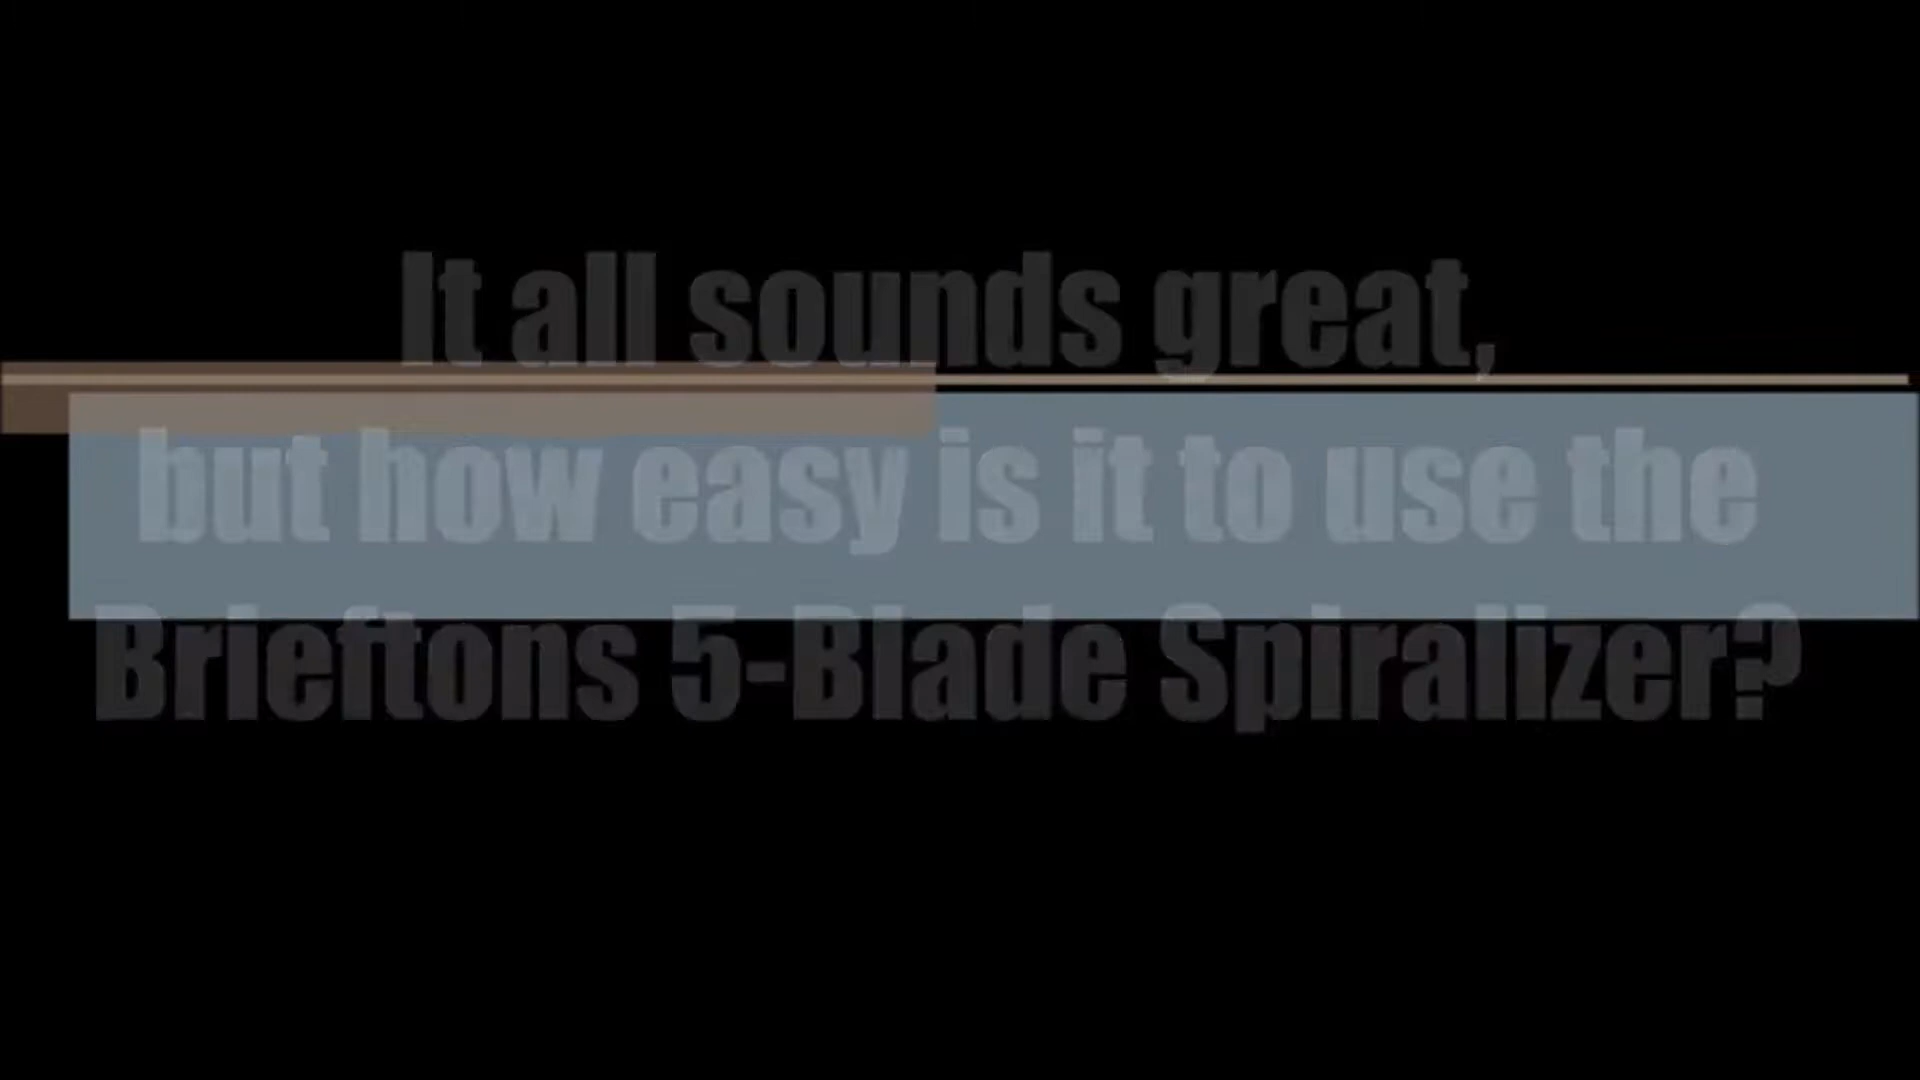 It all sounds great,
but how easy is it to use the
Brieftons 5-Blade Spiralizer?